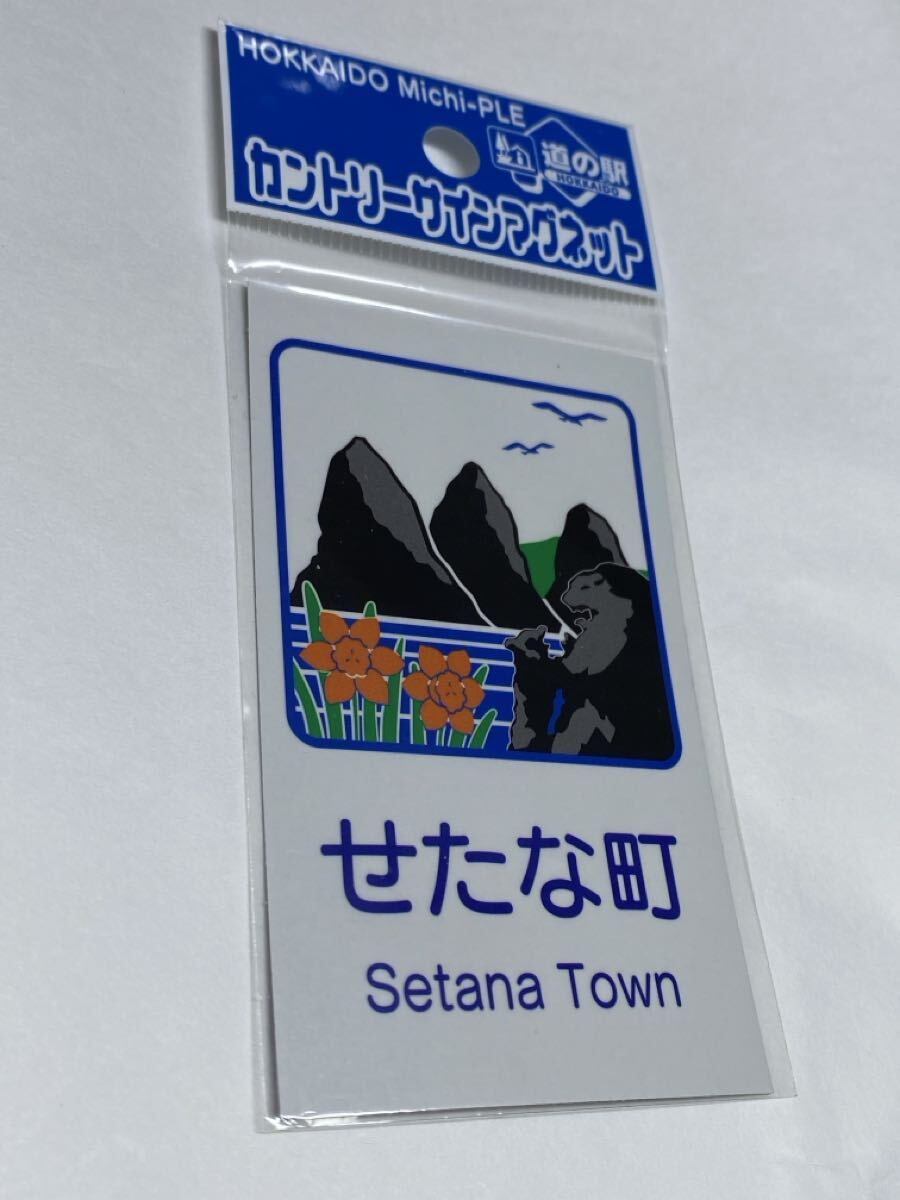 HOKKAIDO Michi-PLE
道の駅
HOKKAIDO
カントリーサインマグネット
せたな町
Setana Town